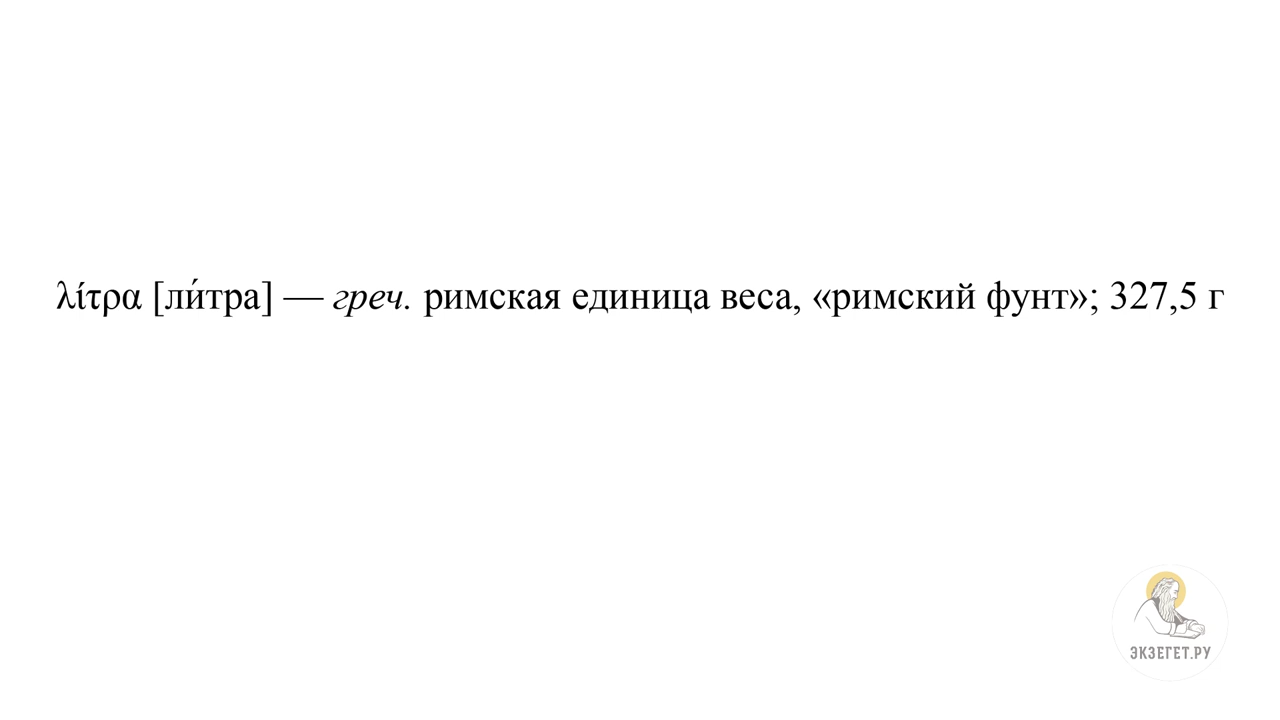 λίτρα [ли́тра] — греч. римская единица веса, «римский фунт»; 327,5 г
ЭКЗЕГЕТ.РУ